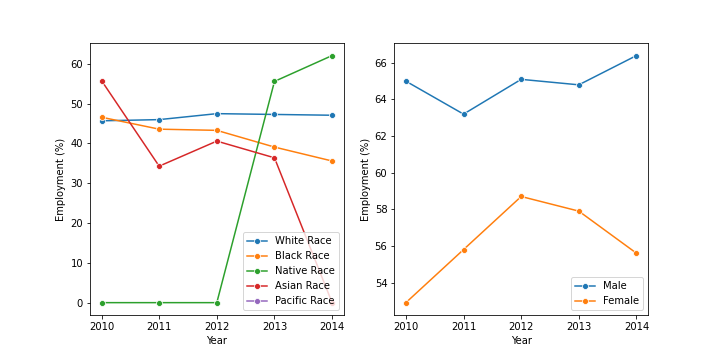 Employment (%)
60
50
40
30
20
10
0
2010 2011 2012 2013 2014
Year
White Race
Black Race
Native Race
Asian Race
Pacific Race
Employment (%)
66
64
62
60
58
56
54
2010 2011 2012 2013 2014
Year
Male
Female